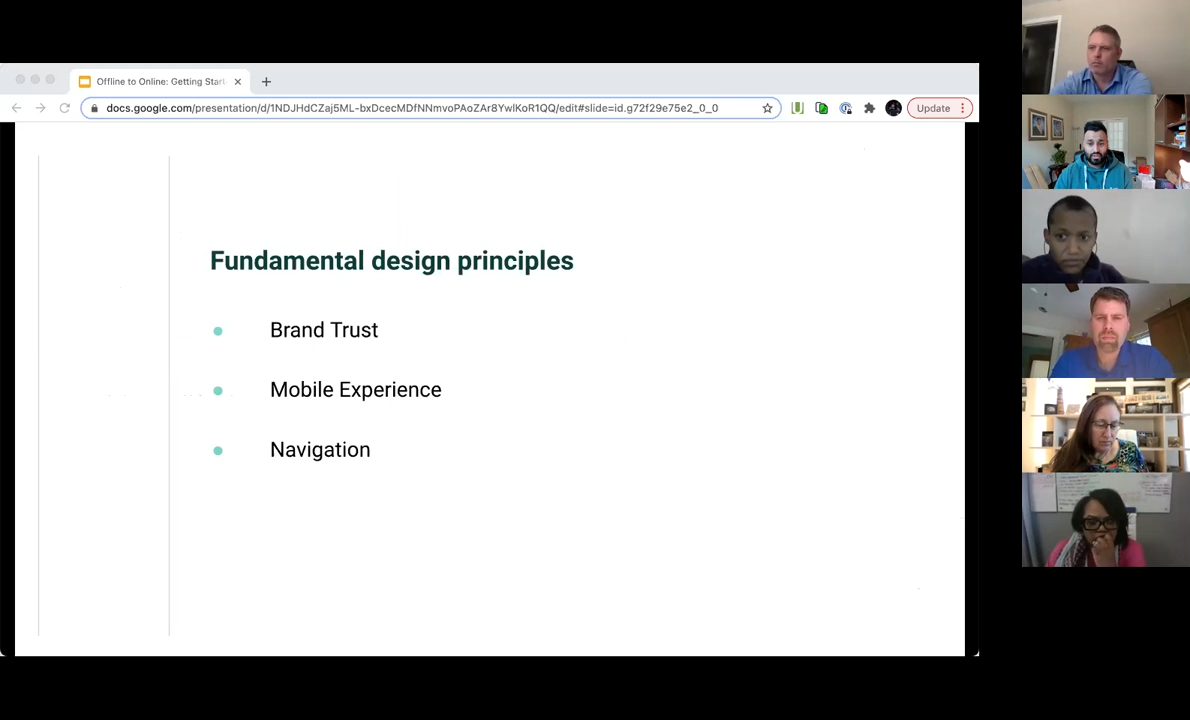 Offline to Online: Getting Star
docs.google.com/presentation/d/1NDJHdCZaj5ML-bxDcecMDfNNmvoPAoZAr8YwlKoR1QQ/edit#slide=id.g72f29e75e2_0_0
Update
Fundamental design principles
Brand Trust
Mobile Experience
Navigation